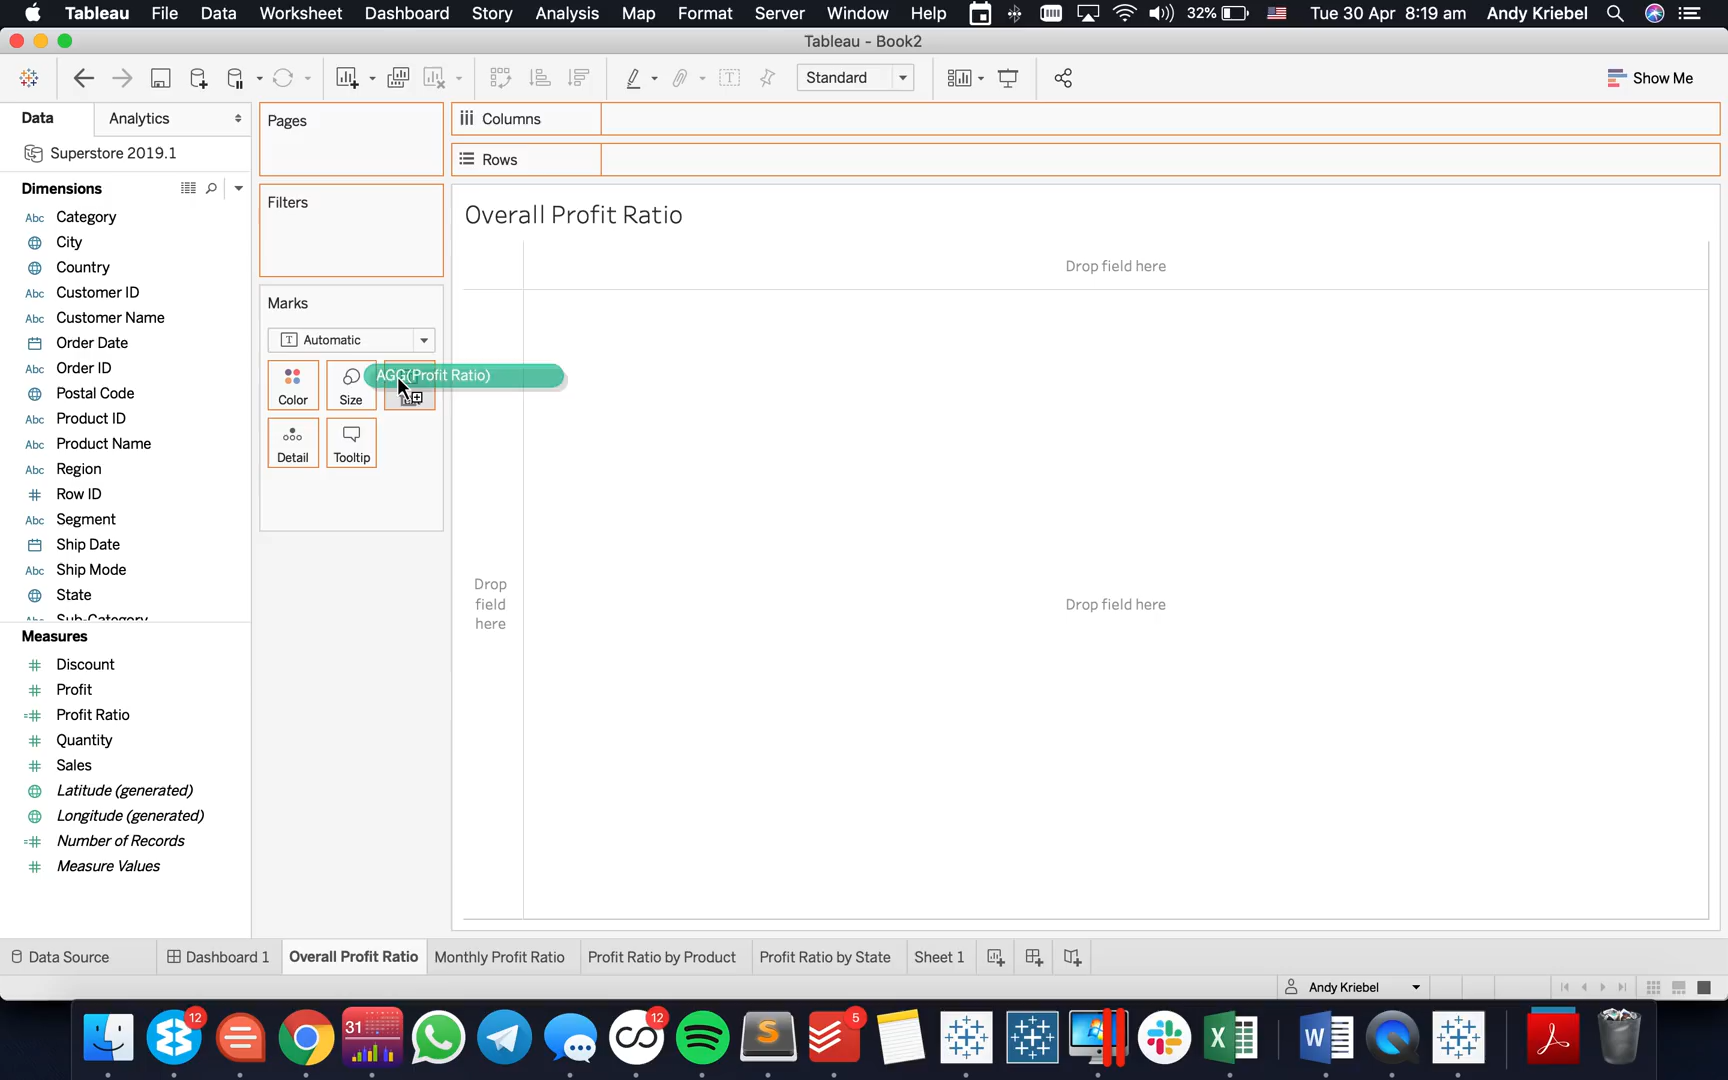 Tableau File Data Worksheet Dashboard Story Analysis Map Format Server Window Help 32% Tue 30 Apr 8:19 am Andy Kriebel
Tableau - Book2
Standard
Show Me
Data Analytics
Superstore 2019.1
Dimensions
Abc Category
City
Country
Abc Customer ID
Abc Customer Name
Order Date
Abc Order ID
Postal Code
Abc Product ID
Abc Product Name
Abc Region
Row ID
Abc Segment
Ship Date
Abc Ship Mode
State
Abc Sub-Category
Measures
Discount
Profit
Profit Ratio
Quantity
Sales
Latitude (generated)
Longitude (generated)
Number of Records
Measure Values
Pages
Filters
Marks
Automatic
Color
Size
AGG(Profit Ratio)
Detail
Tooltip
Columns
Rows
Overall Profit Ratio
Drop field here
Drop
field
here
Drop field here
Data Source Dashboard 1 Overall Profit Ratio Monthly Profit Ratio Profit Ratio by Product Profit Ratio by State Sheet 1
Andy Kriebel
12
31
12
5